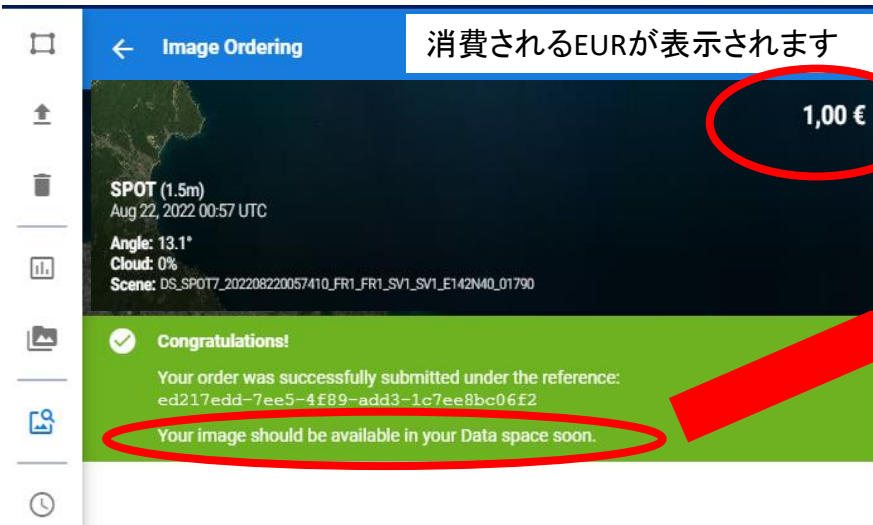 Image Ordering
消費されるEURが表示されます
1,00 €
SPOT (1.5m)
Aug 22, 2022 00:57 UTC
Angle: 13.1°
Cloud: 0%
Scene: DS_SPOT7_202208220057410_FR1_FR1_SV1_SV1_E142N40_01790
Congratulations!
Your order was successfully submitted under the reference:
ed217edd-7ee5-4f89-add3-1c7ee8bc06f2
Your image should be available in your Data space soon.